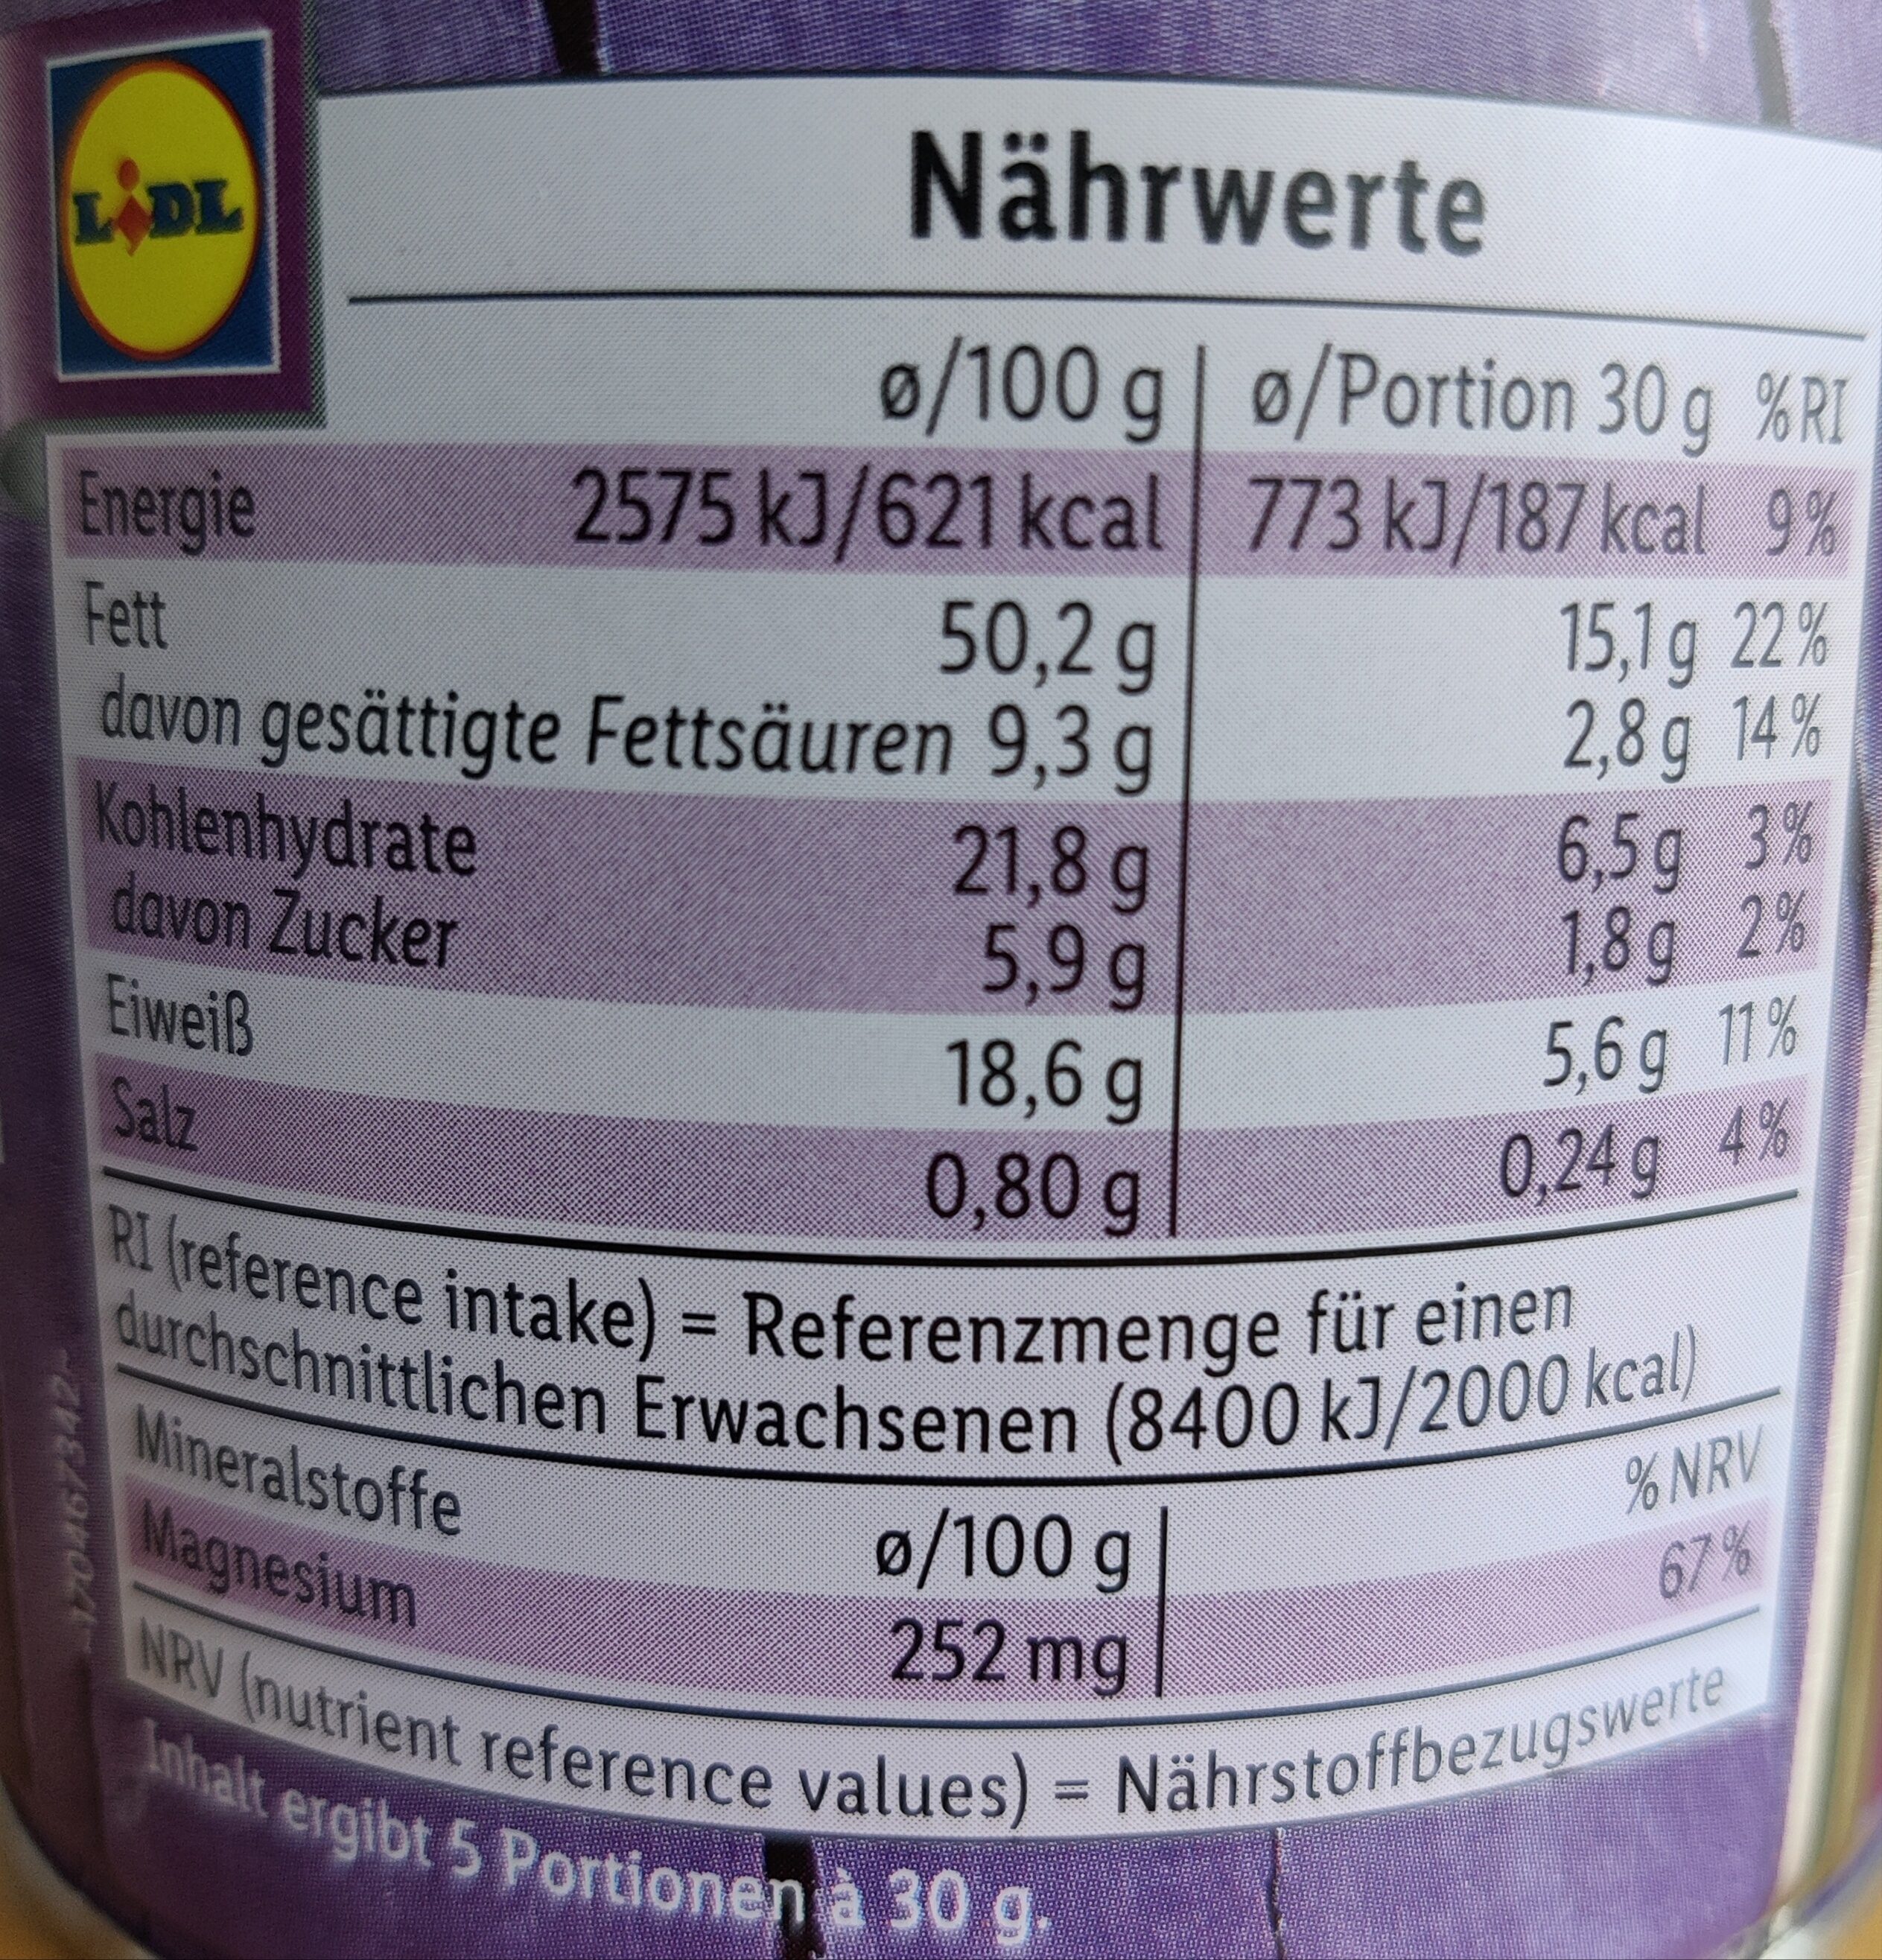 LIDL
Nährwerte
ø/100 g ø/Portion 30 g %RI
Energie 2575 kJ/621 kcal 773 kJ/187 kcal 9%
Fett 50,2 g 15,1 g 22%
davon gesättigte Fettsäuren 9,3 g 2,8 g 14%
Kohlenhydrate 21,8 g 6,5 g 3%
davon Zucker 5,9 g 1,8 g 2%
Eiweiß 18,6 g 5,6 g 11%
Salz 0,80 g 0,24 g 4%
RI (reference intake) = Referenzmenge für einen
durchschnittlichen Erwachsenen (8400 kJ/2000 kcal)
Mineralstoffe ø/100 g %NRV
Magnesium 252 mg 67%
NRV (nutrient reference values) = Nährstoffbezugswerte
Inhalt ergibt 5 Portionen à 30 g.